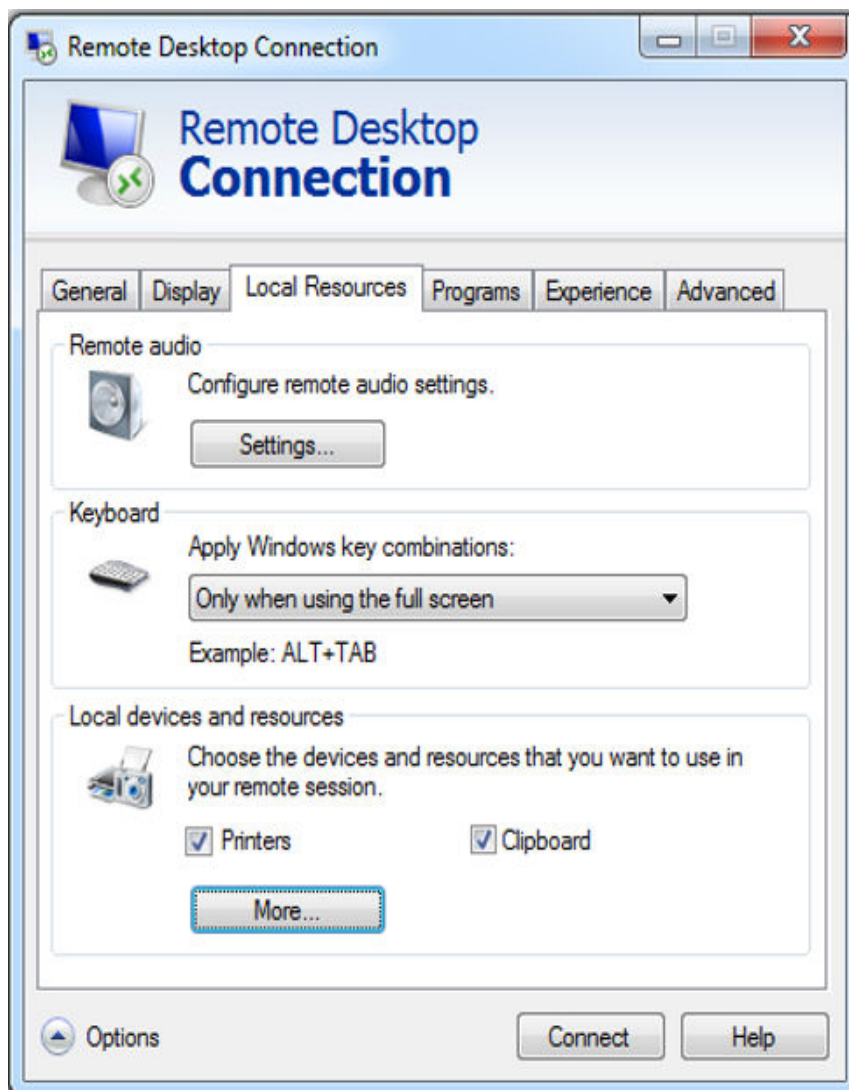 Remote Desktop Connection
Remote Desktop
Connection
General Display Local Resources Programs Experience Advanced
Remote audio
Configure remote audio settings.
Settings...
Keyboard
Apply Windows key combinations:
Only when using the full screen
Example: ALT+TAB
Local devices and resources
Choose the devices and resources that you want to use in
your remote session.
Printers Clipboard
More...
Options Connect Help